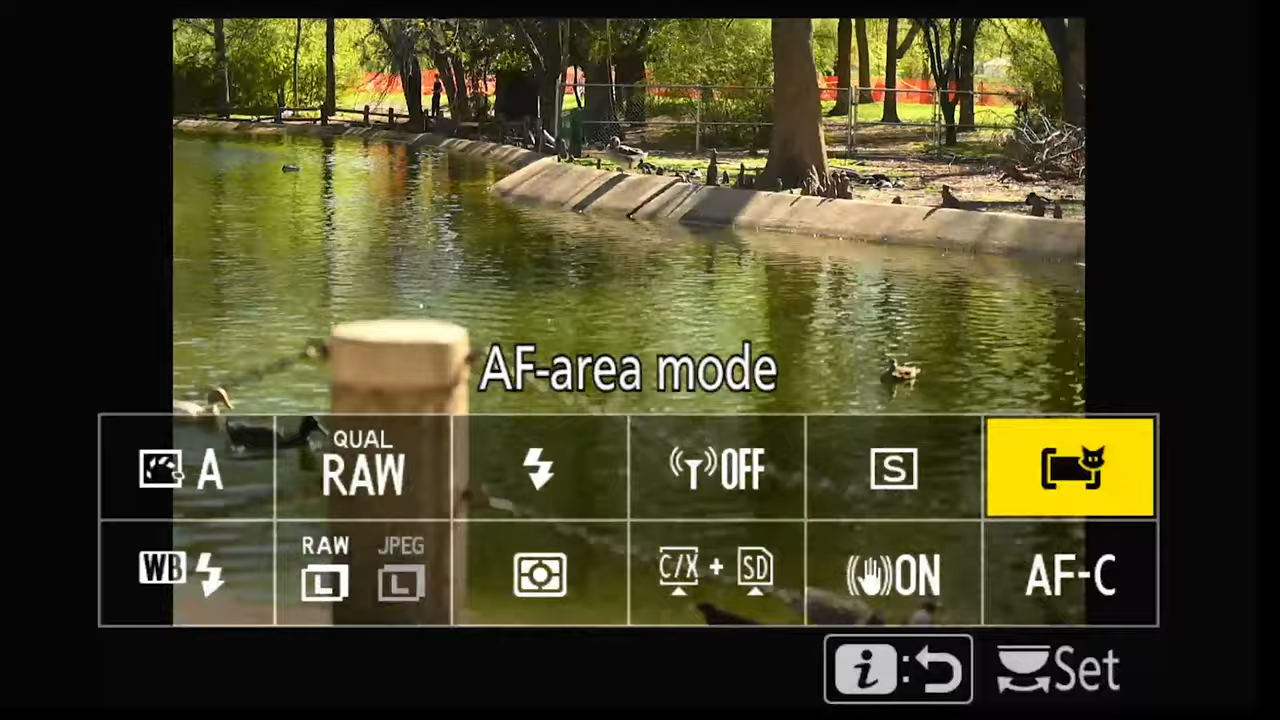 AF-area mode
A
QUAL
RAW
OFF
S
WB
RAW JPEG
L L
C/X + SD
ON
AF-C
i : Set